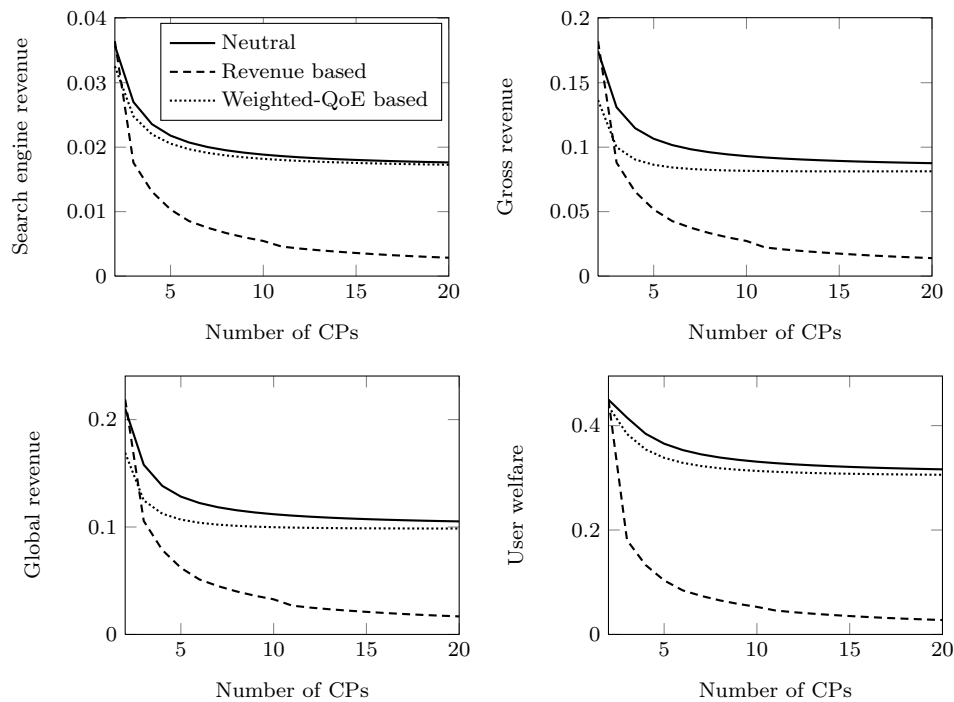 0.04
0.03
0.02
0.01
0
5
10
15
20
Search engine revenue
Number of CPs
Neutral
Revenue based
Weighted-QoE based
0.2
0.15
0.1
0.05
0
5
10
15
20
Gross revenue
Number of CPs
0.2
0.1
0
5
10
15
20
Global revenue
Number of CPs
0.4
0.2
0
5
10
15
20
User welfare
Number of CPs